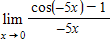 lim x→0 (cos(−5x) − 1)/(−5x)